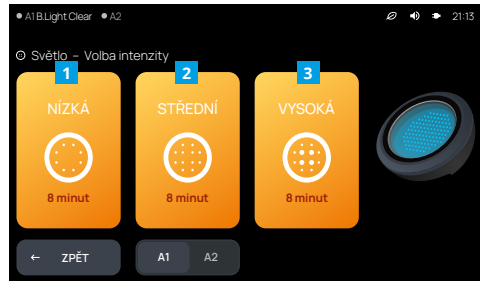 A1 B.Light Clear A2 21:13
Světlo – Volba intenzity
1 2 3
NÍZKÁ STŘEDNÍ VYSOKÁ
8 minut 8 minut 8 minut
← ZPĚT A1 A2